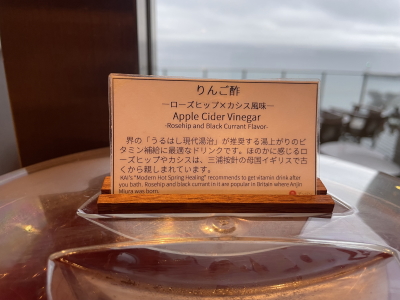 りんご酢
―ローズヒップ×カシス風味―
Apple Cider Vinegar
-Rosehip and Black Currant Flavor-
界の「うるはし現代湯治」が推奨する湯上がりのビ
タミン補給に最適なドリンクです。ほのかに感じるロ
ーズヒップやカシスは、三浦按針の母国イギリスで古
くから親しまれています。
KAI's "Modern Hot Spring Healing" recommends to get vitamin drink after
you bath. Rosehip and black currant in it are popular in Britain where Anjin
Miura was born.